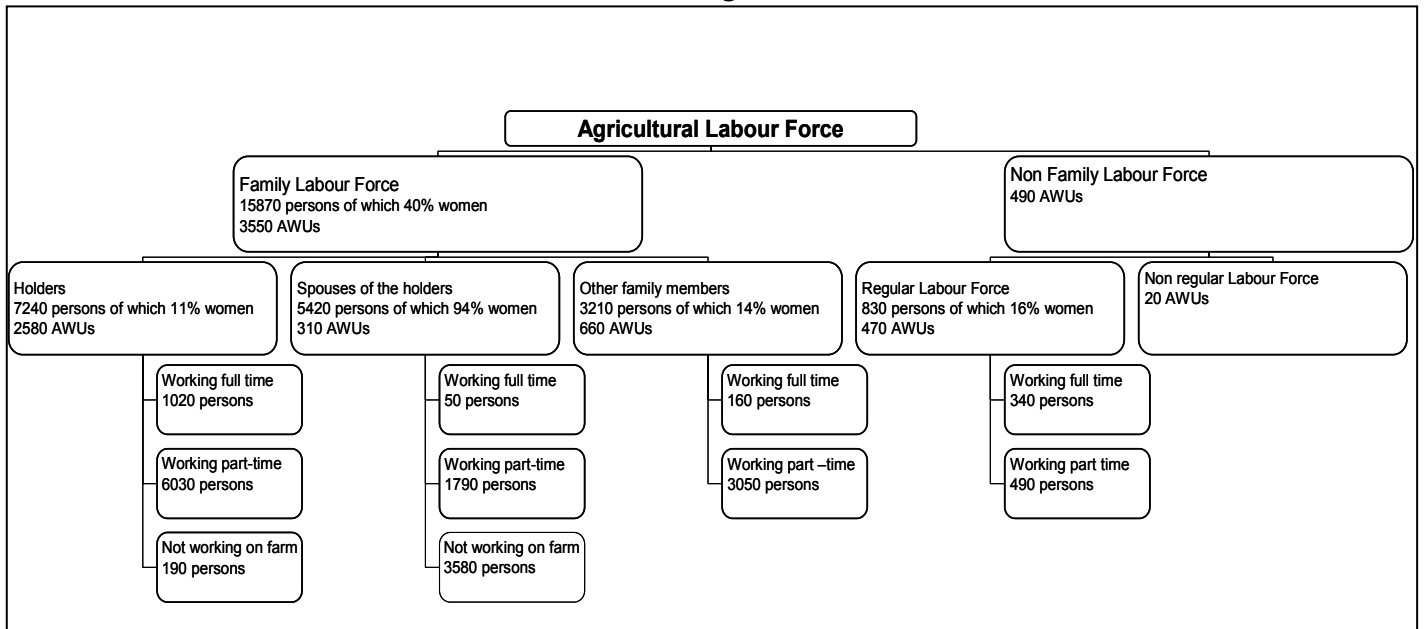 Agricultural Labour Force
Family Labour Force
15870 persons of which 40% women
3550 AWUs
Non Family Labour Force
490 AWUs
Holders
7240 persons of which 11% women
2580 AWUs
Spouses of the holders
5420 persons of which 94% women
310 AWUs
Other family members
3210 persons of which 14% women
660 AWUs
Regular Labour Force
830 persons of which 16% women
470 AWUs
Non regular Labour Force
20 AWUs
Working full time
1020 persons
Working full time
50 persons
Working full time
160 persons
Working full time
340 persons
Working part-time
6030 persons
Working part-time
1790 persons
Working part –time
3050 persons
Working part time
490 persons
Not working on farm
190 persons
Not working on farm
3580 persons